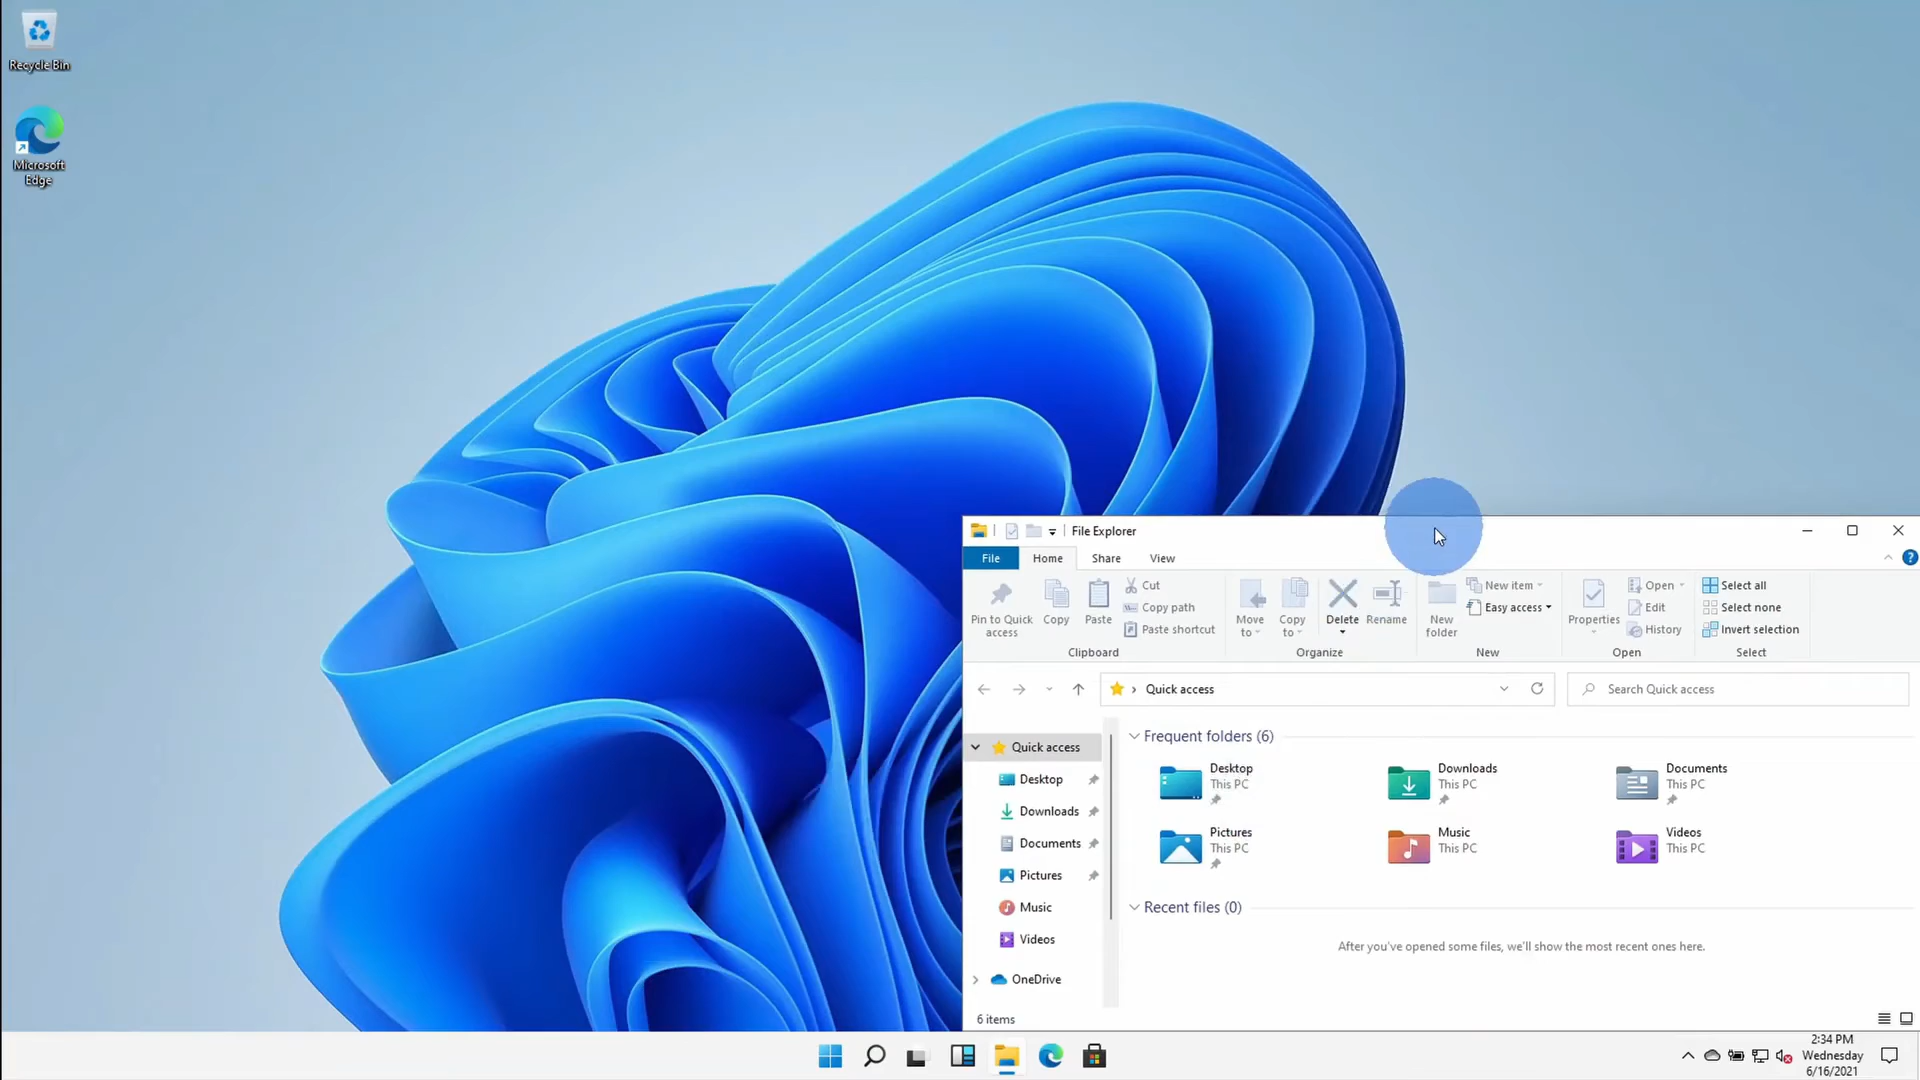 Recycle Bin
Microsoft
Edge
File Explorer
File
Home
Share
View
Pin to Quick
access
Copy
Paste
Cut
Copy path
Paste shortcut
Clipboard
Move
to
Copy
to
Delete
Rename
Organize
New
folder
New item
Easy access
New
Properties
Open
Edit
History
Open
Select all
Select none
Invert selection
Select
Quick access
Search Quick access
Quick access
Desktop
Downloads
Documents
Pictures
Music
Videos
OneDrive
Frequent folders (6)
Desktop
This PC
Downloads
This PC
Documents
This PC
Pictures
This PC
Music
This PC
Videos
This PC
Recent files (0)
After you've opened some files, we'll show the most recent ones here.
6 items
2:34 PM
Wednesday
6/16/2021